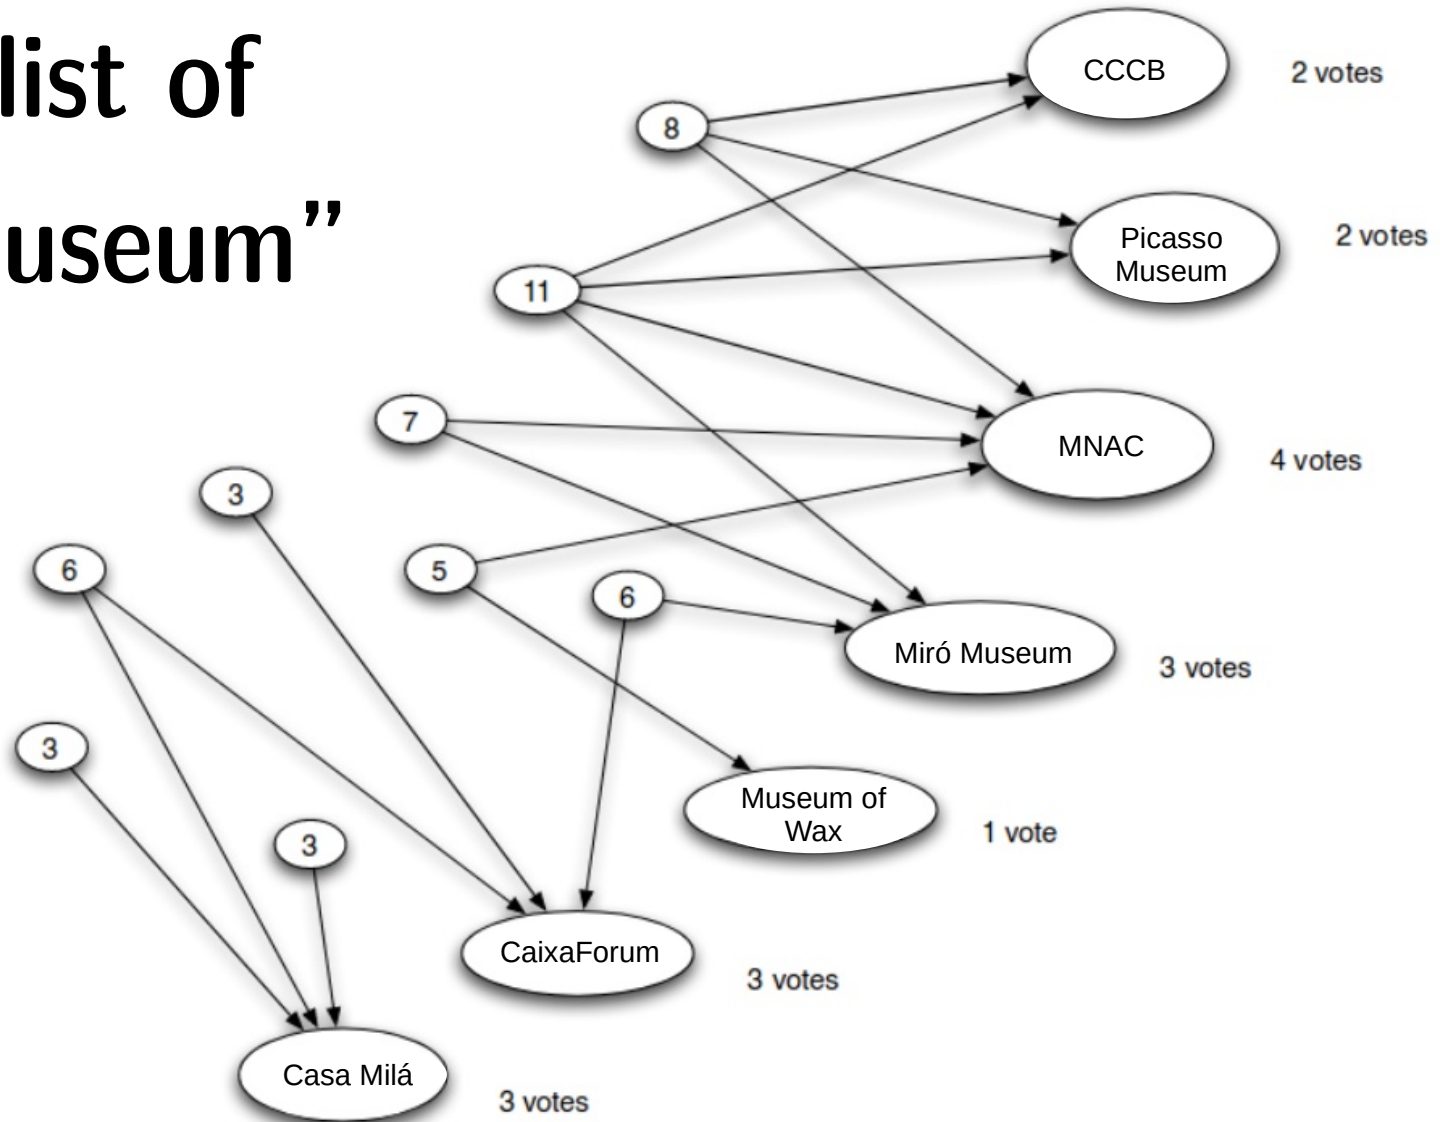 list of
useum”
CCCB
2 votes
8
Picasso
Museum
2 votes
11
7
MNAC
4 votes
3
6
5
6
Miró Museum
3 votes
3
Museum of
Wax
1 vote
3
CaixaForum
3 votes
Casa Milá
3 votes